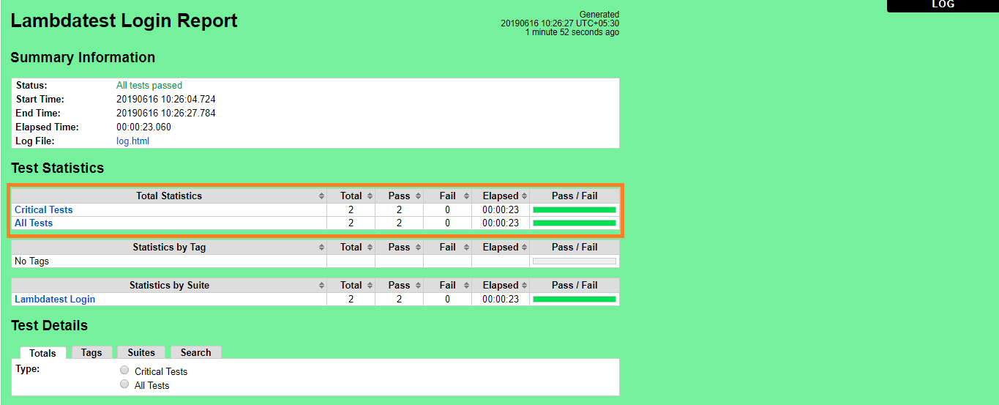 LOG
Lambdatest Login Report
Generated
20190616 10:26:27 UTC+05:30
1 minute 52 seconds ago
Summary Information
Status: All tests passed
Start Time: 20190616 10:26:04.724
End Time: 20190616 10:26:27.784
Elapsed Time: 00:00:23.060
Log File: log.html
Test Statistics
Total Statistics Total Pass Fail Elapsed Pass / Fail
Critical Tests 2 2 0 00:00:23
All Tests 2 2 0 00:00:23
Statistics by Tag Total Pass Fail Elapsed Pass / Fail
No Tags
Statistics by Suite Total Pass Fail Elapsed Pass / Fail
Lambdatest Login 2 2 0 00:00:23
Test Details
Totals Tags Suites Search
Type: Critical Tests
All Tests